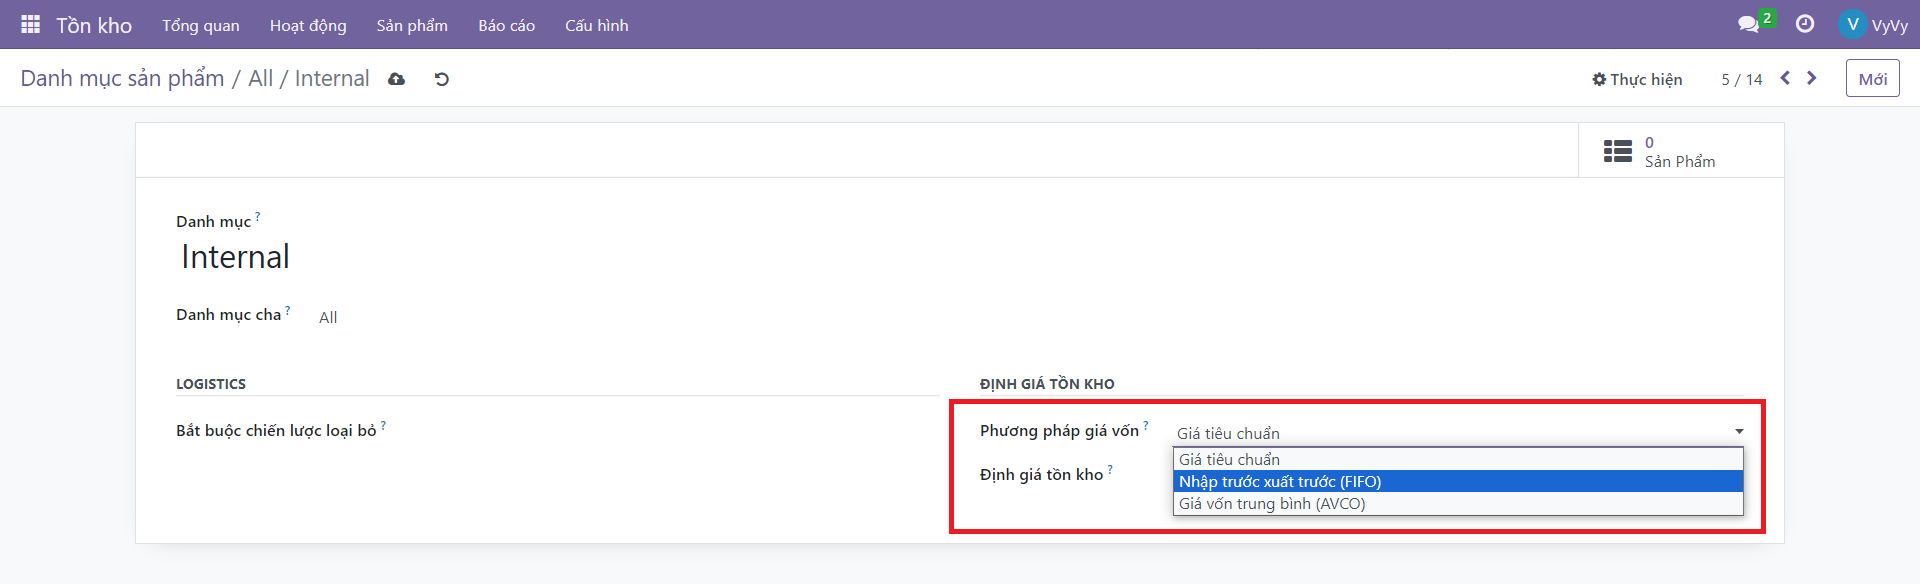 Tồn kho Tổng quan Hoạt động Sản phẩm Báo cáo Cấu hình 2 V VyVy
Danh mục sản phẩm / All / Internal Thực hiện 5 / 14 Mới
0
Sản Phẩm
Danh mục ?
Internal
Danh mục cha ? All
LOGISTICS
Bắt buộc chiến lược loại bỏ ?
ĐỊNH GIÁ TỒN KHO
Phương pháp giá vốn ? Giá tiêu chuẩn
Định giá tồn kho ?
Giá tiêu chuẩn
Nhập trước xuất trước (FIFO)
Giá vốn trung bình (AVCO)